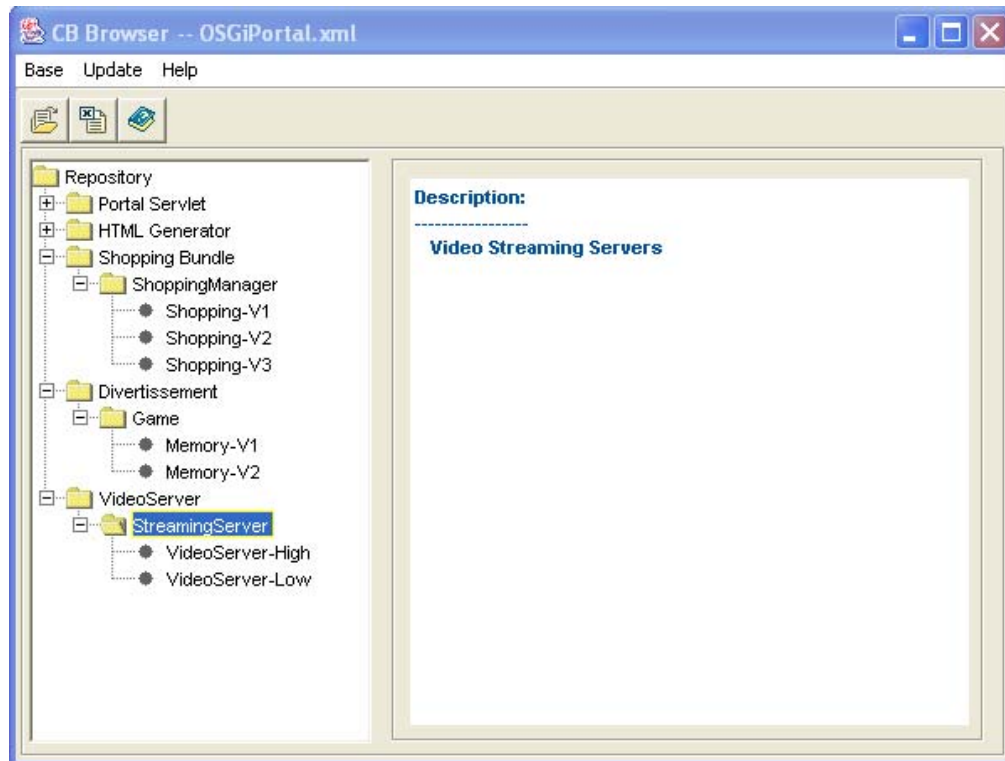 CB Browser -- OSGiPortal.xml
Base Update Help
Repository
Portal Servlet
HTML Generator
Shopping Bundle
ShoppingManager
Shopping-V1
Shopping-V2
Shopping-V3
Divertissement
Game
Memory-V1
Memory-V2
VideoServer
StreamingServer
VideoServer-High
VideoServer-Low
Description:
-----------------
Video Streaming Servers